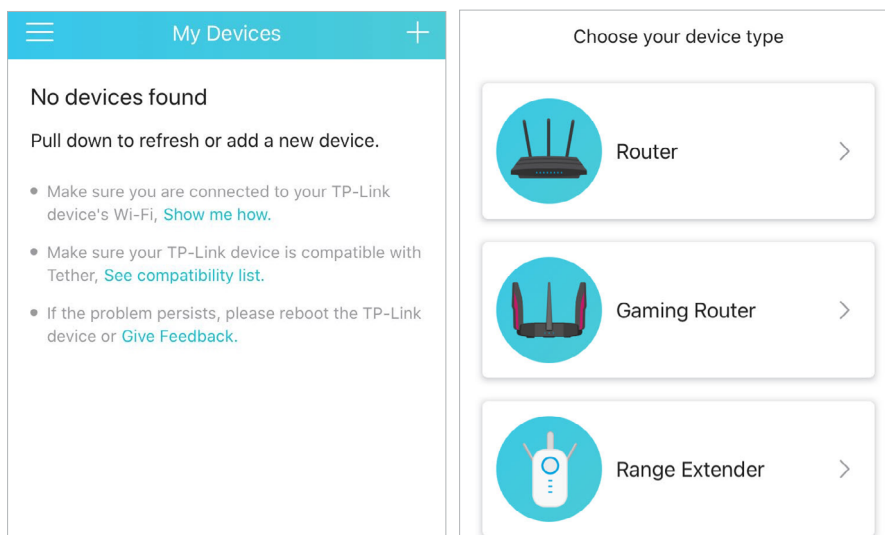 My Devices
No devices found
Pull down to refresh or add a new device.
Make sure you are connected to your TP-Link
device's Wi-Fi, Show me how.
Make sure your TP-Link device is compatible with
Tether, See compatibility list.
If the problem persists, please reboot the TP-Link
device or Give Feedback.
Choose your device type
Router
Gaming Router
Range Extender